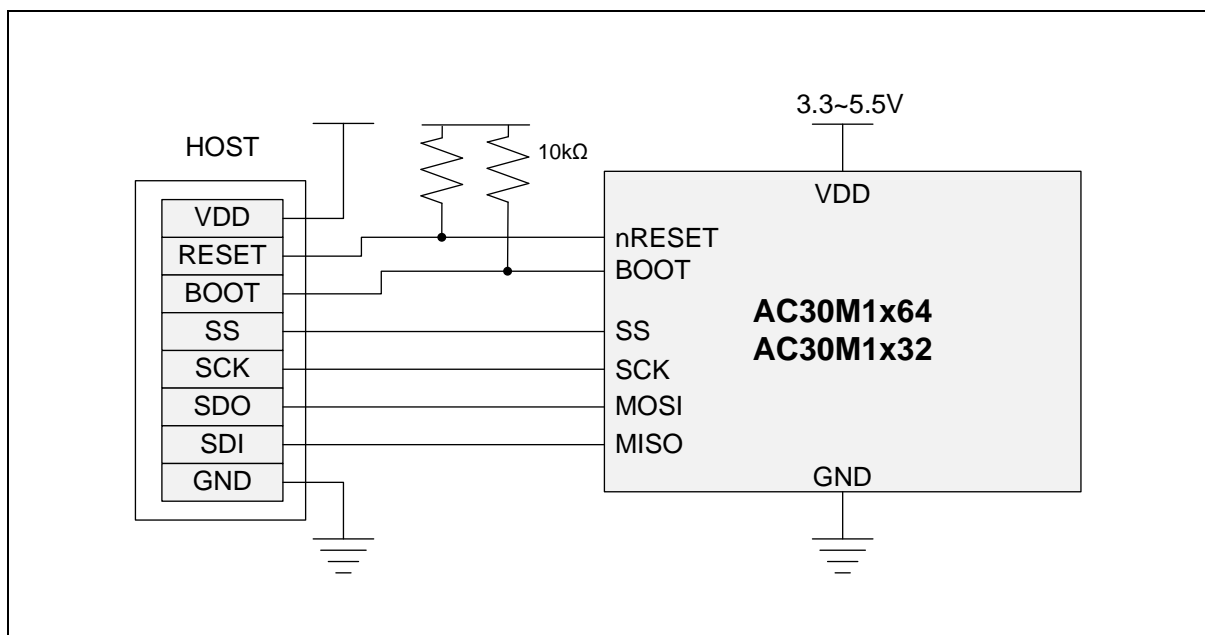 3.3~5.5V
HOST
10kΩ
VDD
VDD
nRESET
RESET
BOOT
BOOT
AC30M1x64
SS
SS
AC30M1x32
SCK
SCK
SDO
MOSI
SDI
MISO
GND
GND